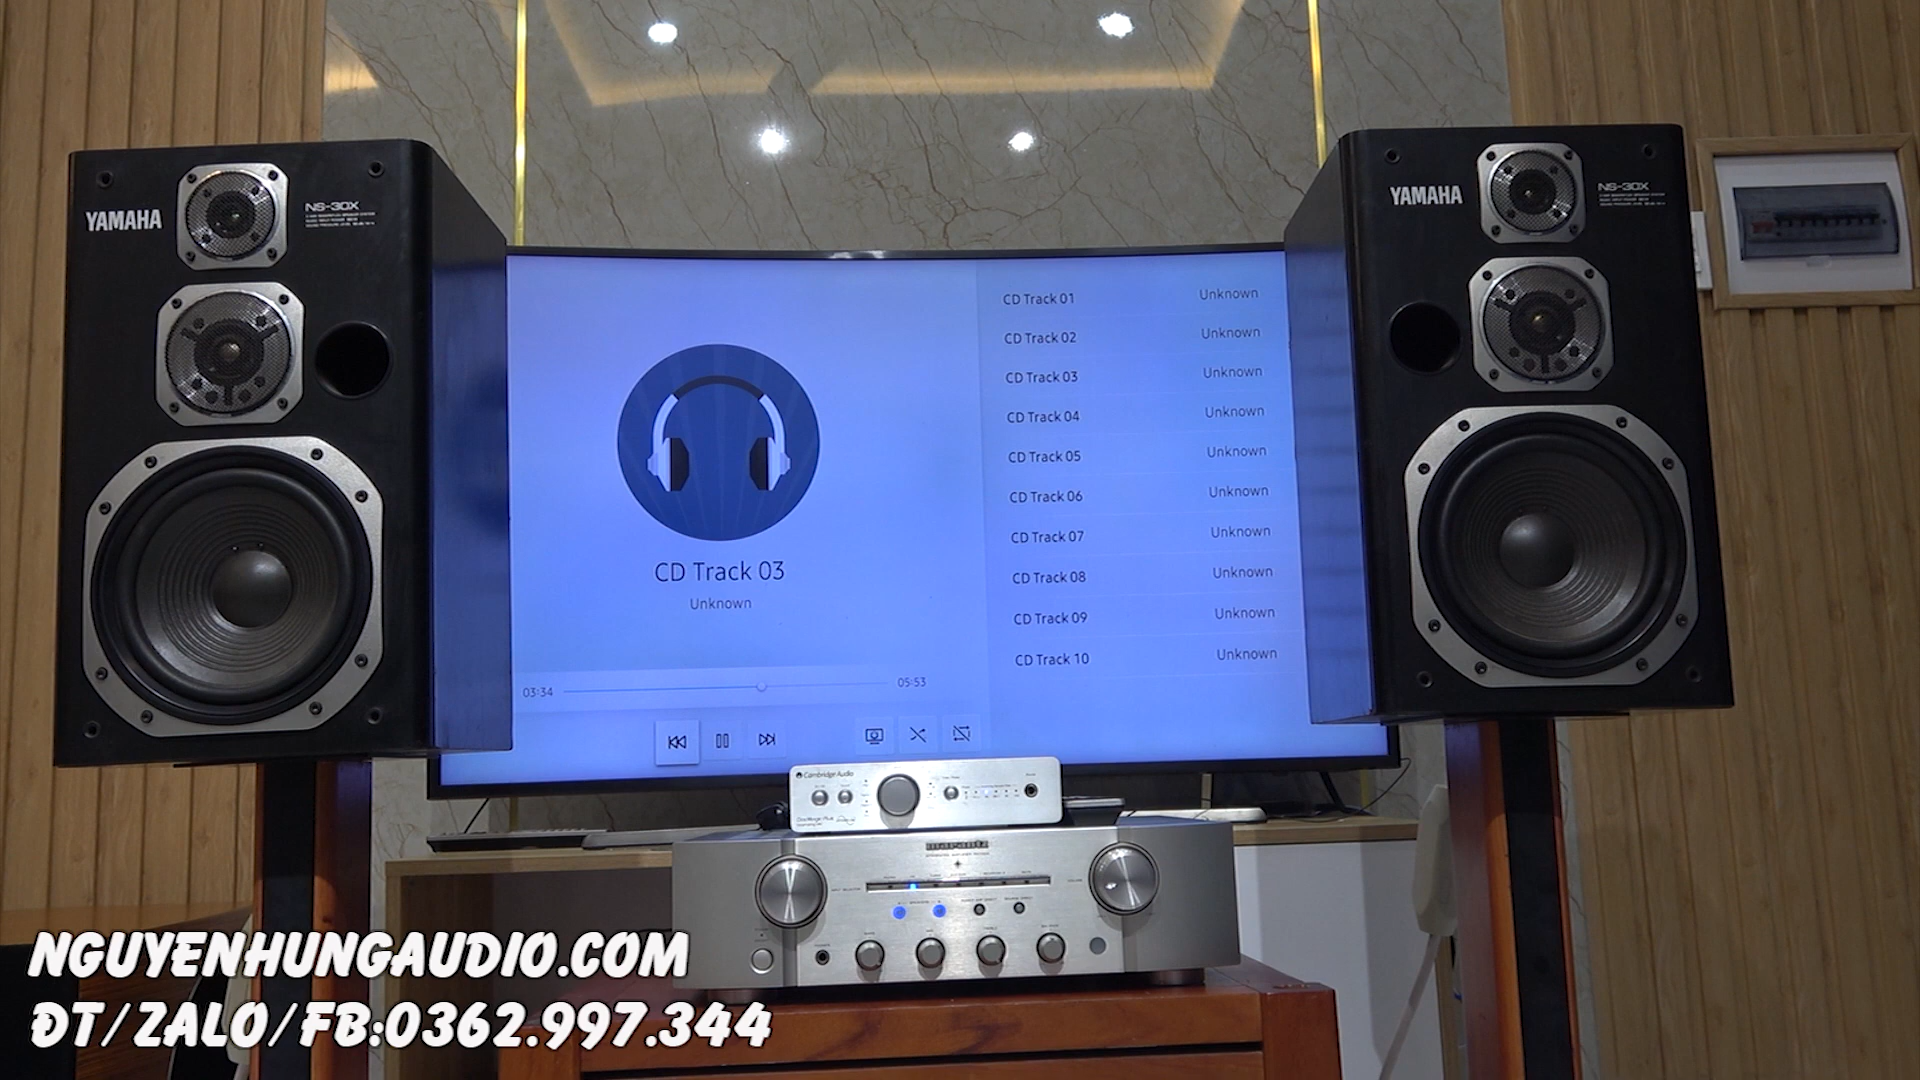 YAMAHA
NS-30X
YAMAHA
NS-30X
CD Track 01 Unknown
CD Track 02 Unknown
CD Track 03 Unknown
CD Track 04 Unknown
CD Track 05 Unknown
CD Track 06 Unknown
CD Track 07 Unknown
CD Track 08 Unknown
CD Track 09 Unknown
CD Track 10 Unknown
CD Track 03
Unknown
03:34 05:53
Cambridge Audio
DacMagic Plus
marantz
NGUYENHUNGAUDIO.COM
ĐT/ZALO/FB:0362.997.344